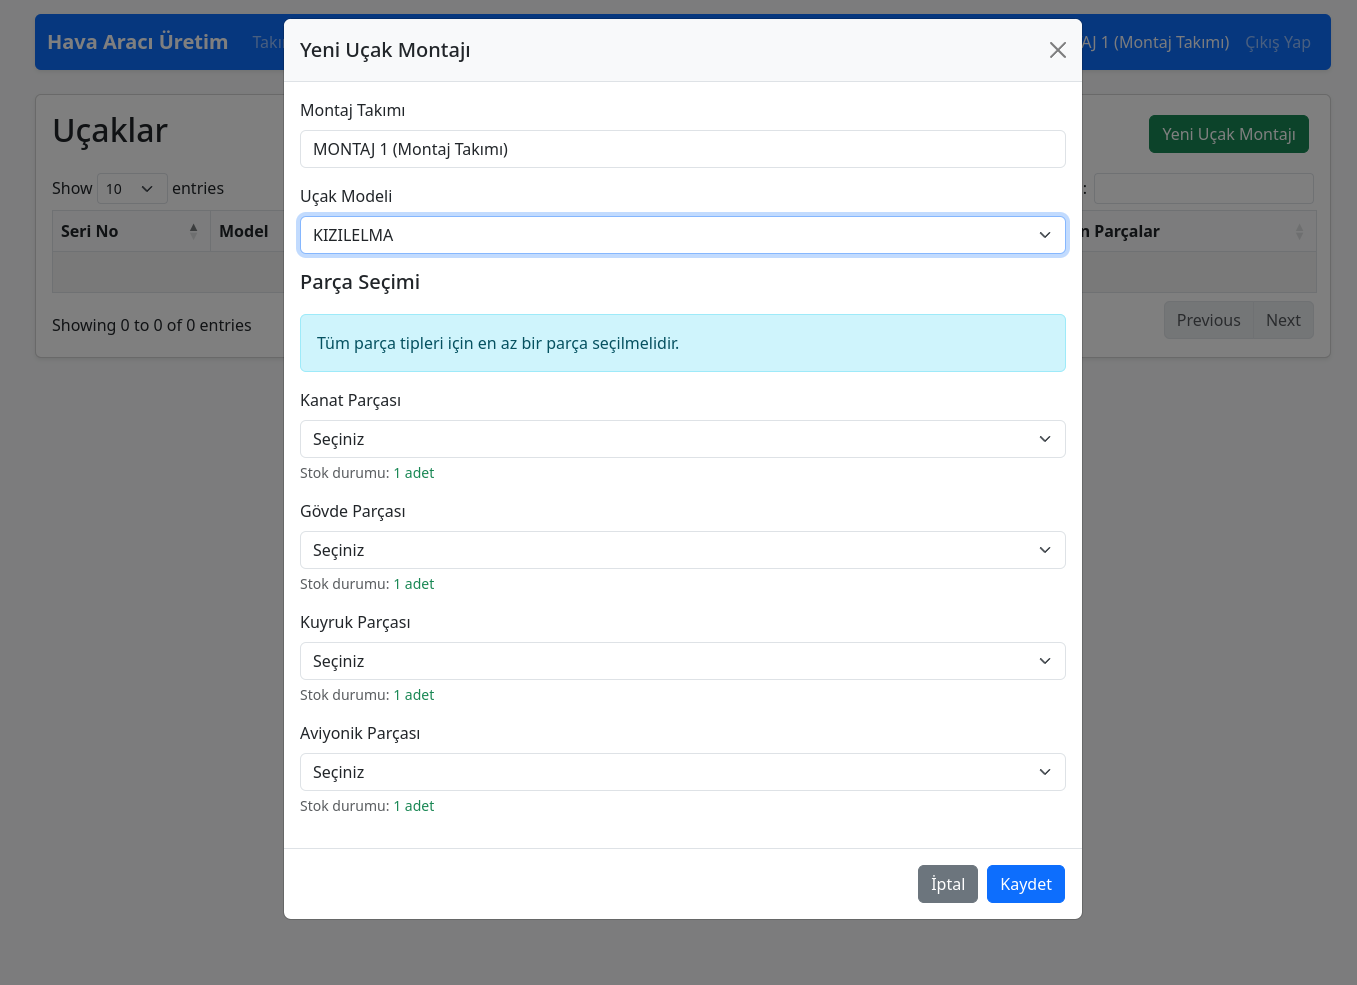 Hava Aracı Üretim
1 (Montaj Takımı) Çıkış Yap
Yeni Uçak Montajı
Montaj Takımı
MONTAJ 1 (Montaj Takımı)
Uçak Modeli
KIZILELMA
Parça Seçimi
Tüm parça tipleri için en az bir parça seçilmelidir.
Kanat Parçası
Seçiniz
Stok durumu: 1 adet
Gövde Parçası
Seçiniz
Stok durumu: 1 adet
Kuyruk Parçası
Seçiniz
Stok durumu: 1 adet
Aviyonik Parçası
Seçiniz
Stok durumu: 1 adet
İptal Kaydet
Uçaklar
Yeni Uçak Montajı
Show 10 entries
Seri No Model Parçalar
Showing 0 to 0 of 0 entries
Previous Next